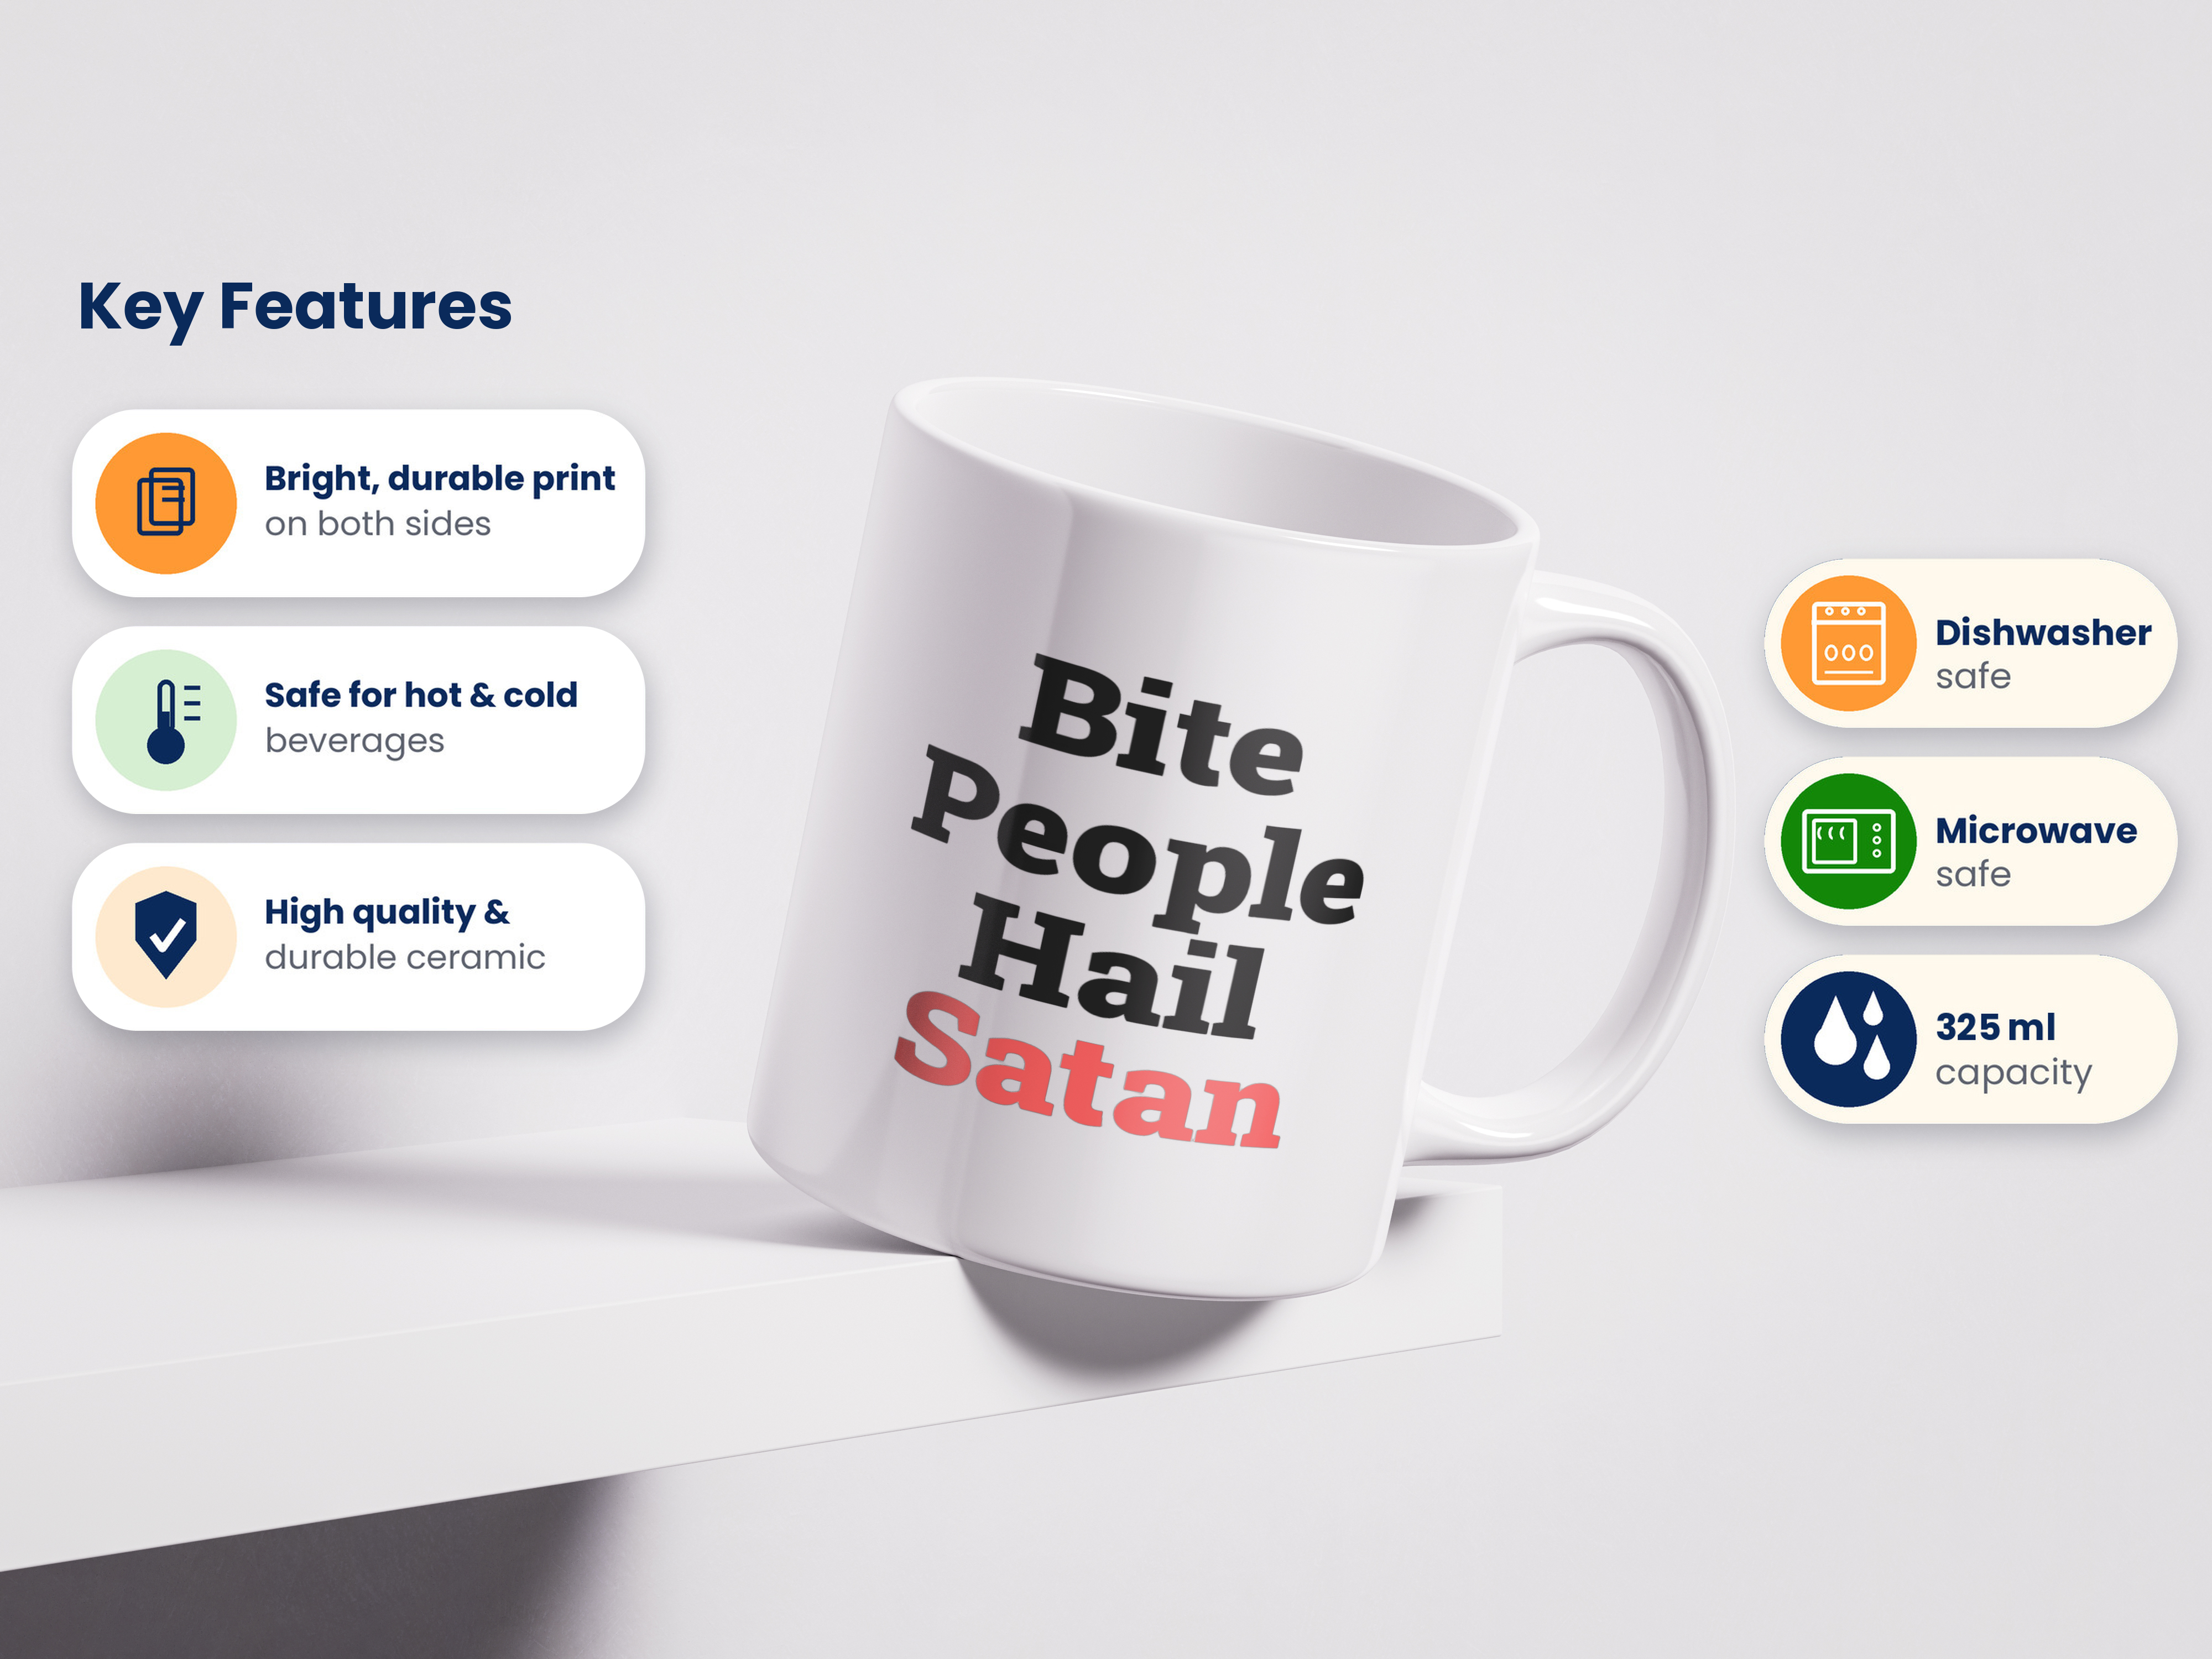 Key Features
Bright, durable print
on both sides
Safe for hot & cold
beverages
High quality &
durable ceramic
Bite
People
Hail
Satan
Dishwasher
safe
Microwave
safe
325 ml
capacity